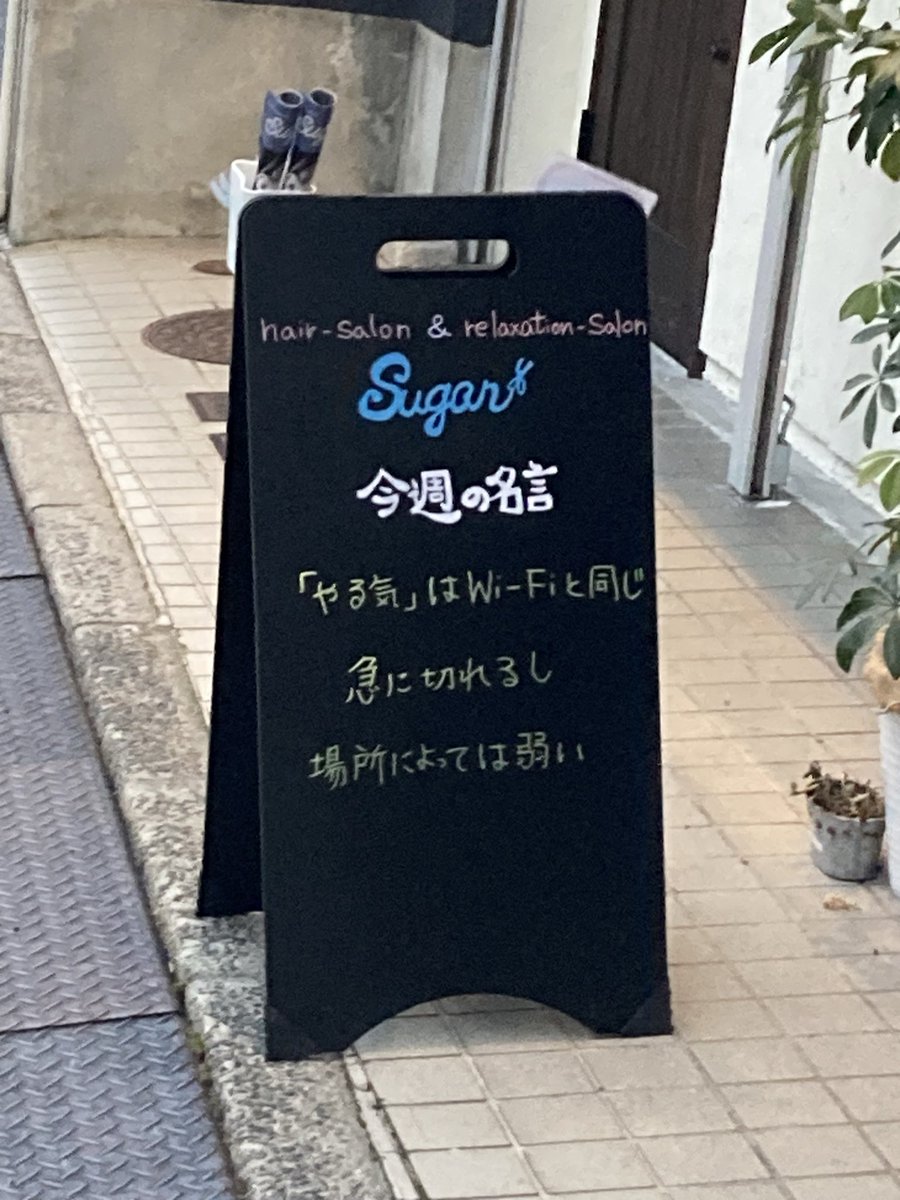 hair-salon & relaxation-Salon
Sugar
今週の名言
「やる気」はWi-Fiと同じ
急に切れるし
場所によっては弱い